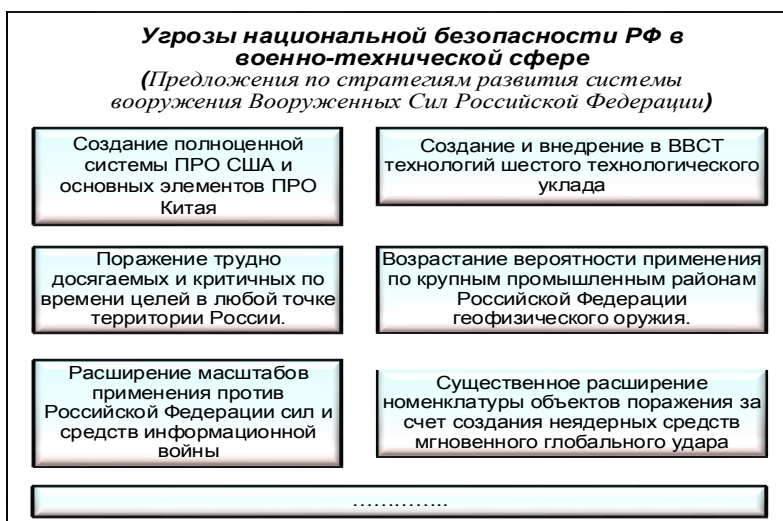 Угрозы национальной безопасности РФ в
военно-технической сфере
(Предложения по стратегиям развития системы
вооружения Вооруженных Сил Российской Федерации)
Создание полноценной
системы ПРО США и
основных элементов ПРО
Китая
Создание и внедрение в ВВСТ
технологий шестого технологического
уклада
Поражение трудно
досягаемых и критичных по
времени целей в любой точке
территории России.
Возрастание вероятности применения
по крупным промышленным районам
Российской Федерации
геофизического оружия.
Расширение масштабов
применения против
Российской Федерации сил и
средств информационной
войны
Существенное расширение
номенклатуры объектов поражения за
счет создания неядерных средств
мгновенного глобального удара
…………..